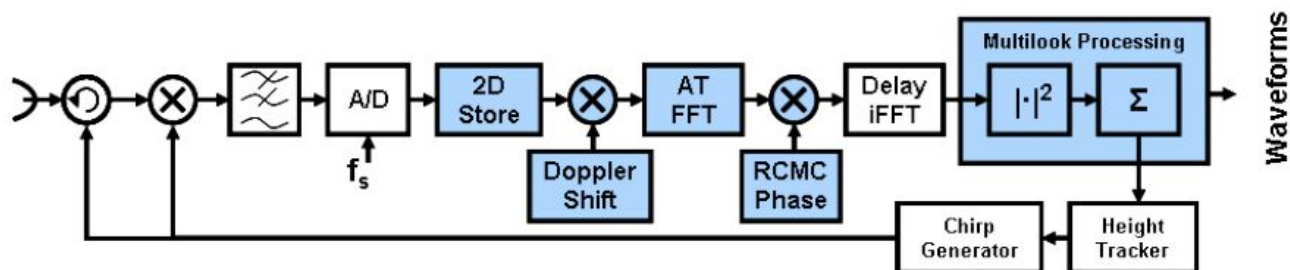 Multilook Processing
A/D
2D
Store
AT
FFT
Delay
iFFT
|·|²
Σ
Waveforms
fs
Doppler
Shift
RCMC
Phase
Chirp
Generator
Height
Tracker